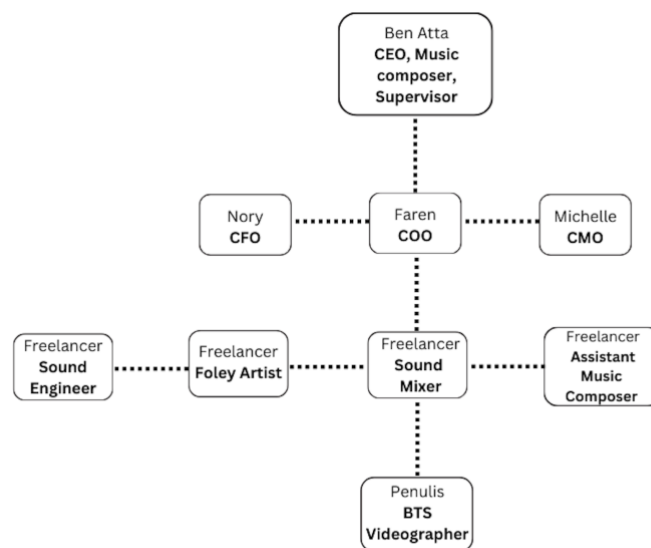 Ben Atta
CEO, Music
composer,
Supervisor
Nory
CFO
Faren
COO
Michelle
CMO
Freelancer
Sound
Engineer
Freelancer
Foley Artist
Freelancer
Sound
Mixer
Freelancer
Assistant
Music
Composer
Penulis
BTS
Videographer